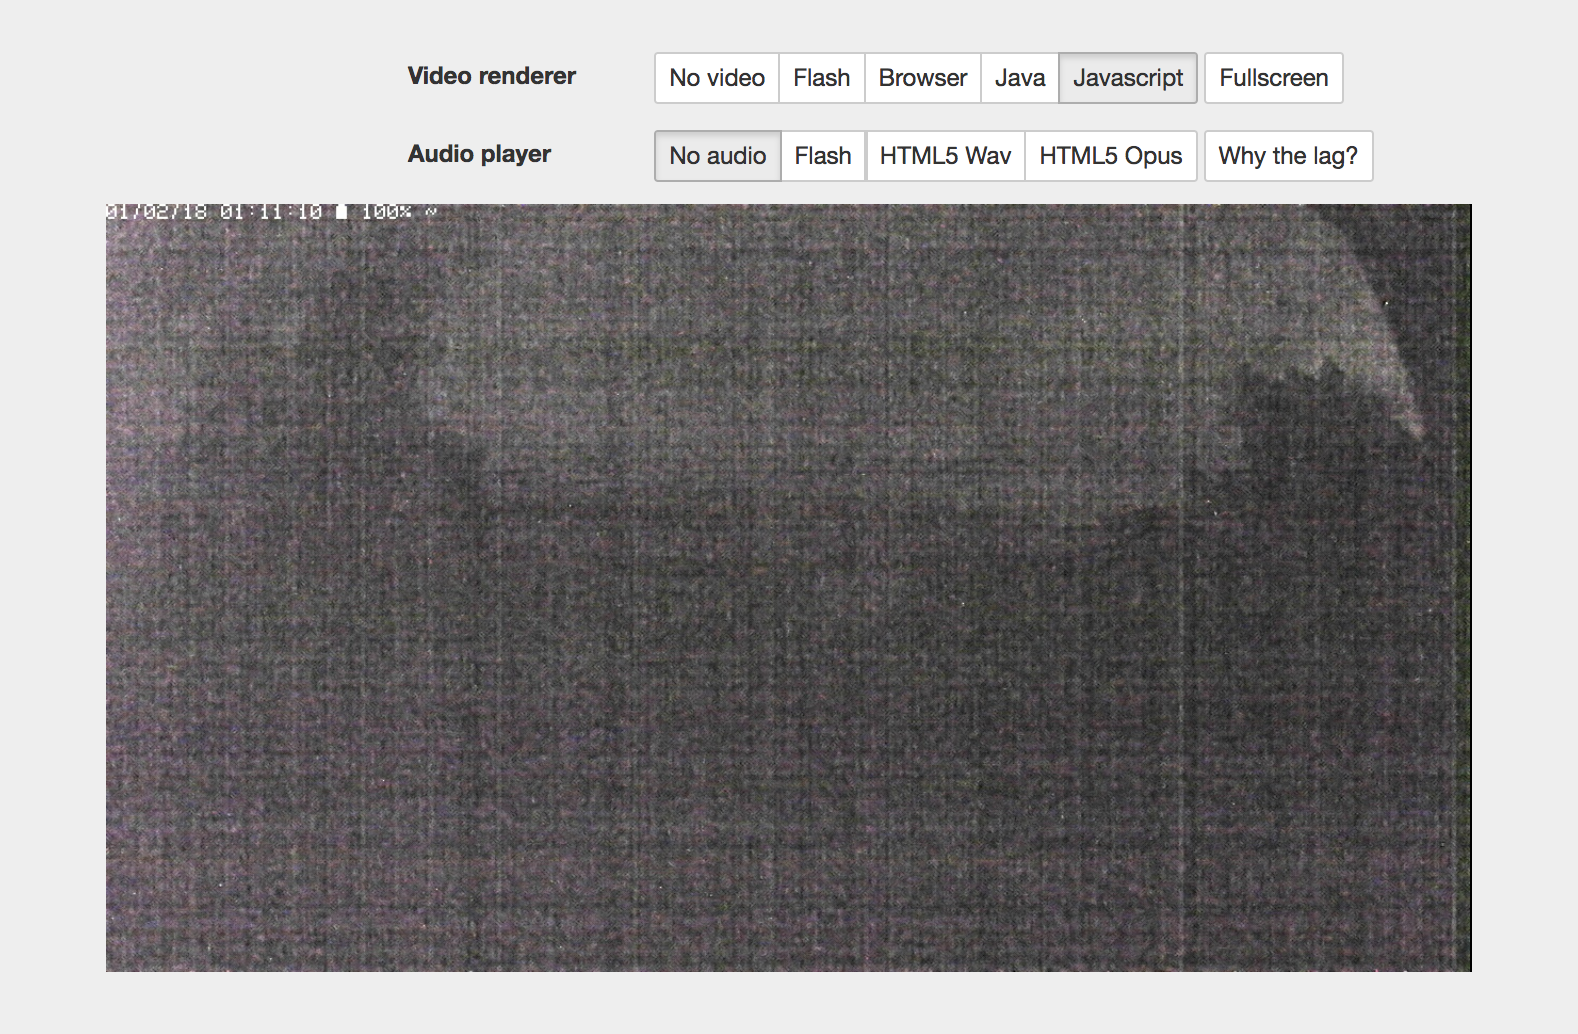 Video renderer No video Flash Browser Java Javascript Fullscreen
Audio player No audio Flash HTML5 Wav HTML5 Opus Why the lag?
01/02/18 01:11:10 100% ~